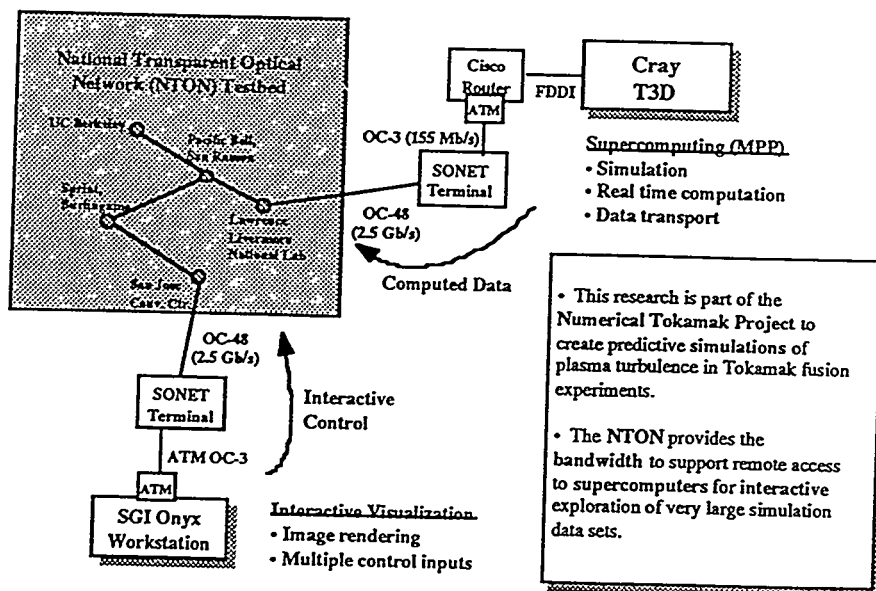 National Transparent Optical
Network (NTON) Testbed
UC Berkeley
Pacific Bell,
San Ramon
Sprint,
Burlingame
Lawrence
Livermore
National Lab
San Jose
Conv. Ctr.
OC-48
(2.5 Gb/s)
SONET
Terminal
ATM OC-3
ATM
SGI Onyx
Workstation
Interactive
Control
Interactive Visualization
• Image rendering
• Multiple control inputs
Cisco
Router
ATM
FDDI
Cray
T3D
OC-3 (155 Mb/s)
SONET
Terminal
OC-48
(2.5 Gb/s)
Computed Data
Supercomputing (MPP)
• Simulation
• Real time computation
• Data transport
• This research is part of the
Numerical Tokamak Project to
create predictive simulations of
plasma turbulence in Tokamak fusion
experiments.
• The NTON provides the
bandwidth to support remote access
to supercomputers for interactive
exploration of very large simulation
data sets.